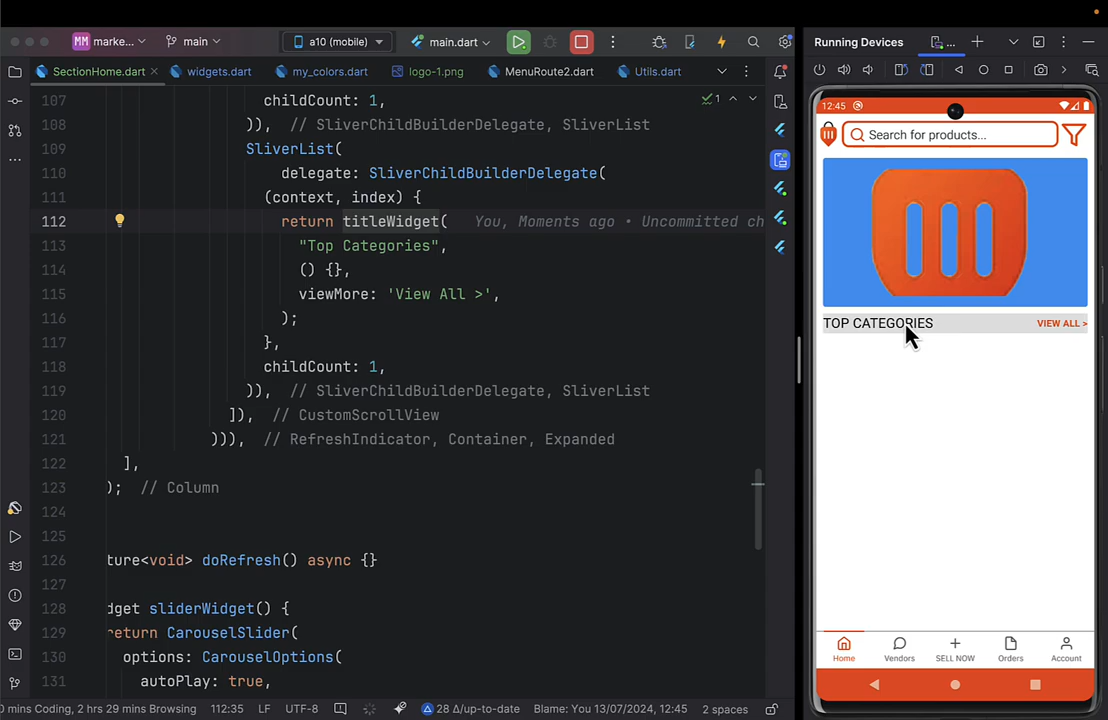 MM marke...
main
a10 (mobile)
main.dart
Running Devices
...
SectionHome.dart
widgets.dart
my_colors.dart
logo-1.png
MenuRoute2.dart
Utils.dart
107 childCount: 1,
1
108 )), // SliverChildBuilderDelegate, SliverList
109 SliverList(
110 delegate: SliverChildBuilderDelegate(
111 (context, index) {
112 return titleWidget( You, Moments ago • Uncommitted ch
113 "Top Categories",
114 () {},
115 viewMore: 'View All >',
116 );
117 },
118 childCount: 1,
119 )), // SliverChildBuilderDelegate, SliverList
120 ]), // CustomScrollView
121 ))), // RefreshIndicator, Container, Expanded
122 ],
123 ); // Column
124
125
126 ture<void> doRefresh() async {}
127
128 dget sliderWidget() {
129 return CarouselSlider(
130 options: CarouselOptions(
131 autoPlay: true,
0 mins Coding, 2 hrs 29 mins Browsing
112:35
LF
UTF-8
28 Δ/up-to-date
Blame: You 13/07/2024, 12:45
2 spaces
12:45
Search for products...
TOP CATEGORIES
VIEW ALL >
Home
Vendors
SELL NOW
Orders
Account